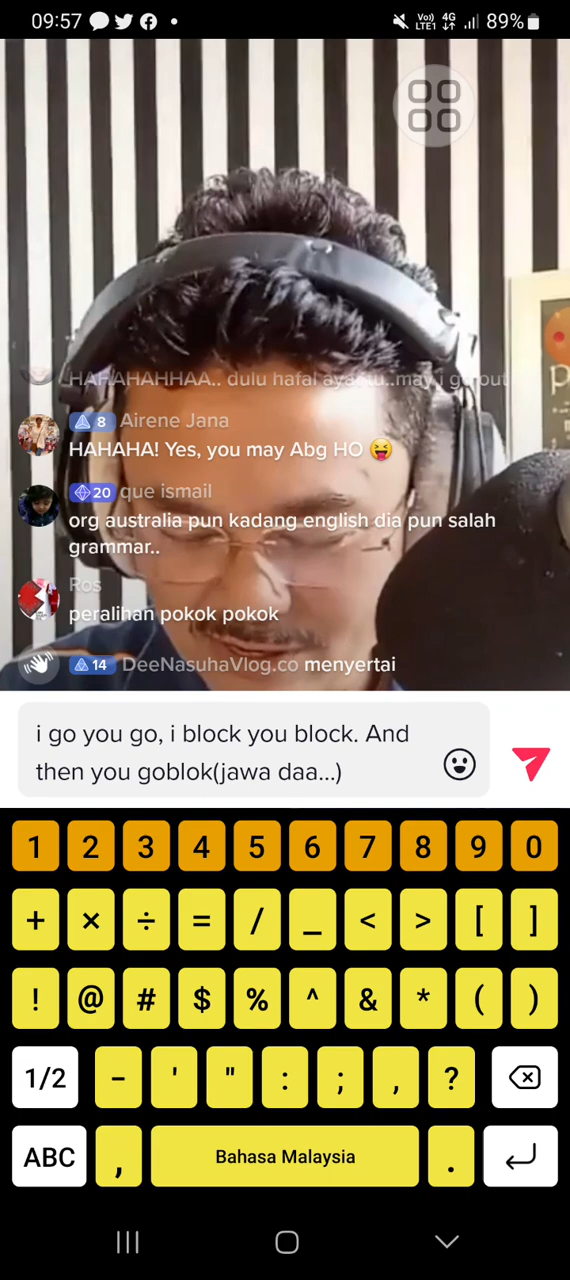 09:57
Vo)) 4G
LTE1
89%
HAHAHAHHAA.. dulu hafal ayat tu..may i go out
8 Airene Jana
HAHAHA! Yes, you may Abg HO 😝
20 que ismail
org australia pun kadang english dia pun salah
grammar..
Ros
peralihan pokok pokok
14 DeeNasuhaVlog.co menyertai
i go you go, i block you block. And
then you goblok(jawa daa...)
1 2 3 4 5 6 7 8 9 0
+ × ÷ = / _ < > [ ]
! @ # $ % ^ & * ( )
1/2 - ' " : ; , ?
ABC , Bahasa Malaysia .